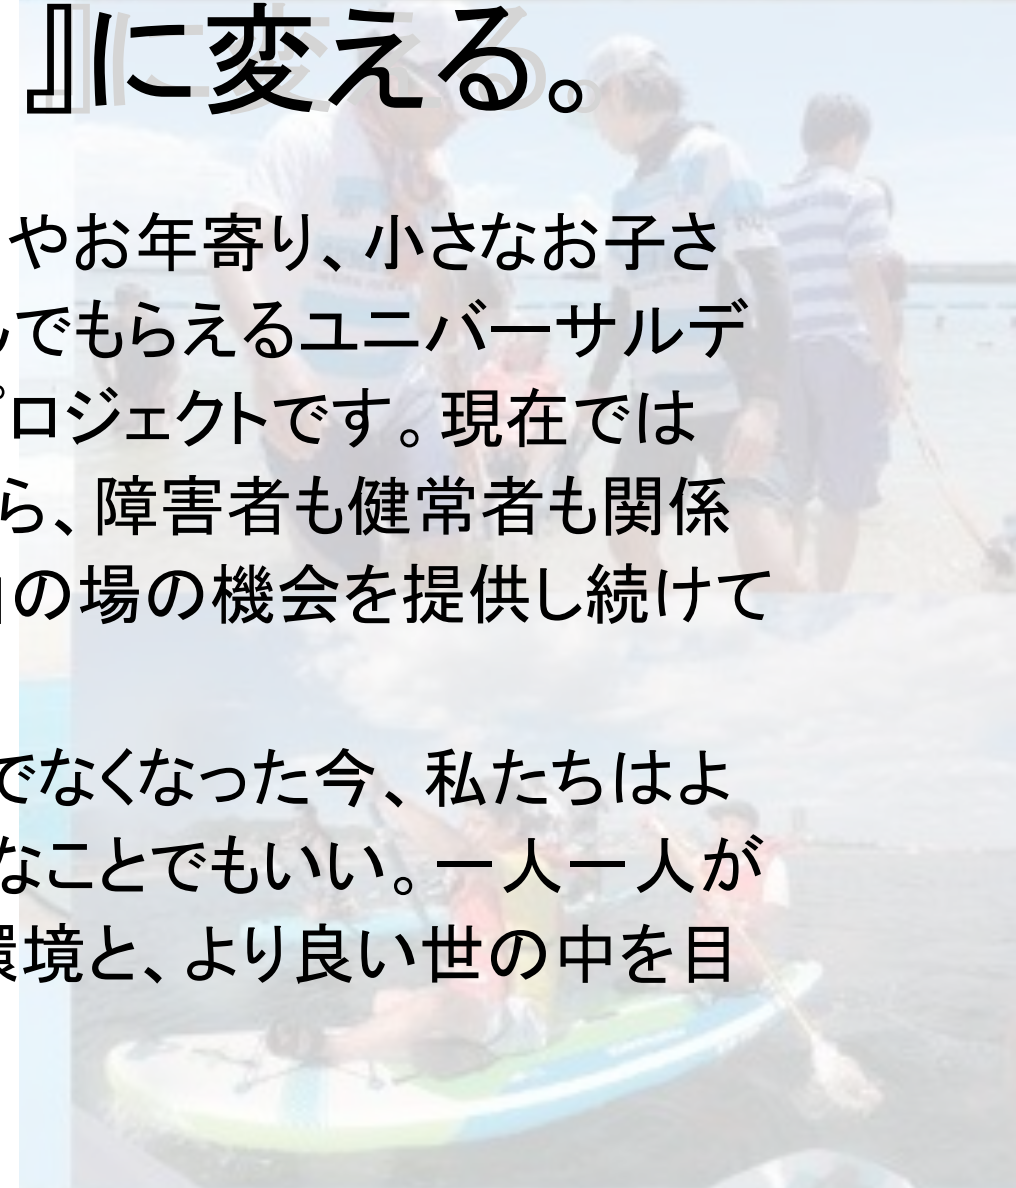 』に変える。
やお年寄り、小さなお子さ
でもらえるユニバーサルデ
プロジェクトです。現在では
ら、障害者も健常者も関係
の場の機会を提供し続けて
でなくなった今、私たちはよ
なことでもいい。一人一人が
環境と、より良い世の中を目